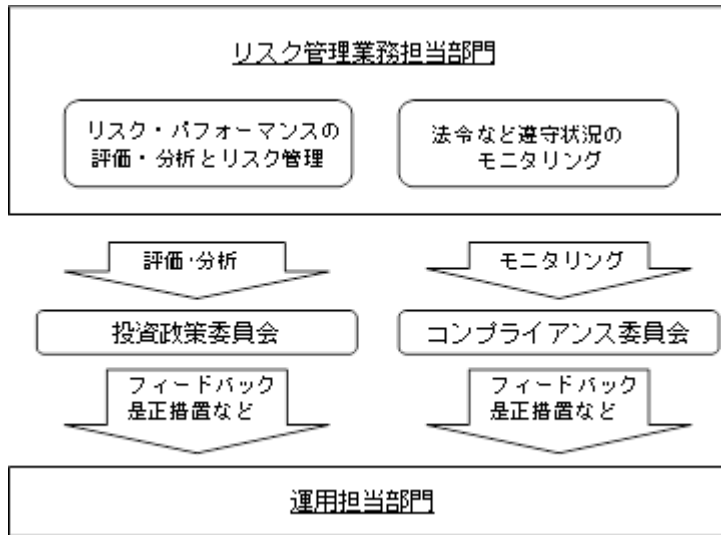 リスク管理業務担当部門
リスク・パフォーマンスの
評価・分析とリスク管理
法令など遵守状況の
モニタリング
評価・分析
モニタリング
投資政策委員会
コンプライアンス委員会
フィードバック
是正措置など
フィードバック
是正措置など
運用担当部門